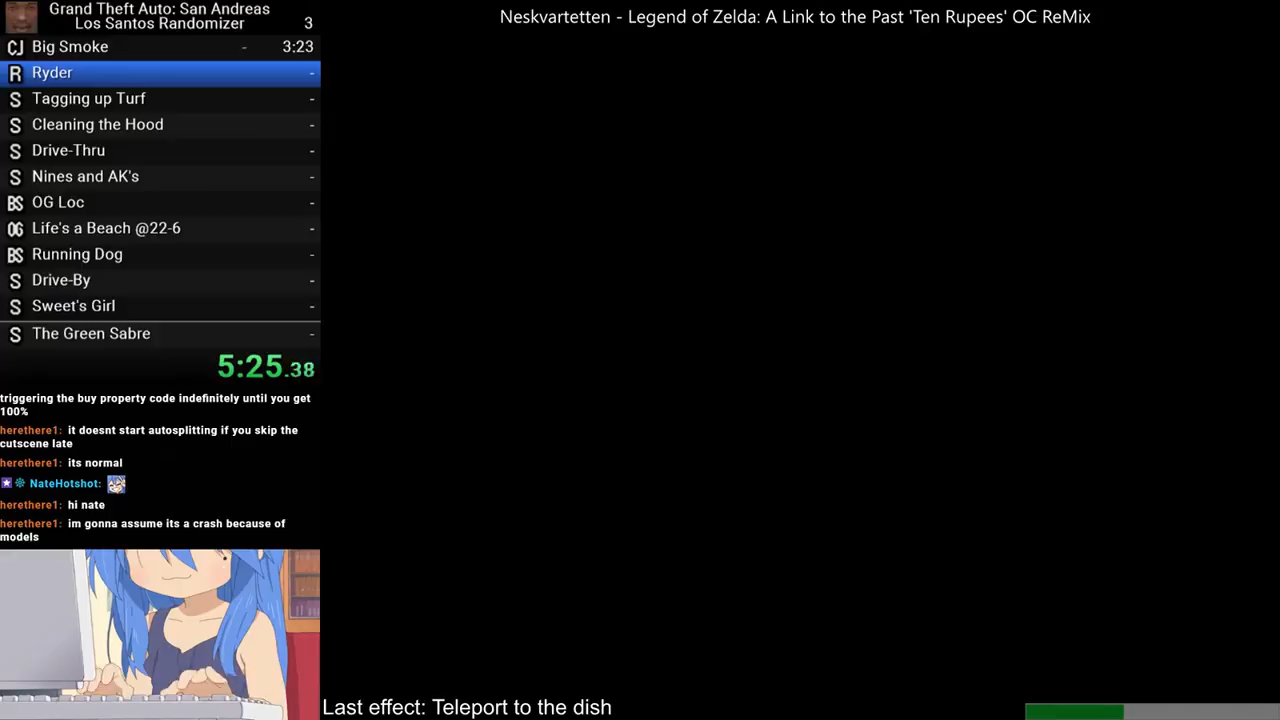 Grand Theft Auto: San Andreas
Los Santos Randomizer 3
CJ Big Smoke - 3:23
R Ryder -
S Tagging up Turf -
S Cleaning the Hood -
S Drive-Thru -
S Nines and AK's -
BS OG Loc -
OG Life's a Beach @22-6 -
BS Running Dog -
S Drive-By -
S Sweet's Girl -
S The Green Sabre -
5:25.38
triggering the buy property code indefinitely until you get
100%
herethere1: it doesnt start autosplitting if you skip the
cutscene late
herethere1: its normal
NateHotshot:
herethere1: hi nate
herethere1: im gonna assume its a crash because of
models
Neskvartetten - Legend of Zelda: A Link to the Past 'Ten Rupees' OC ReMix
Last effect: Teleport to the dish